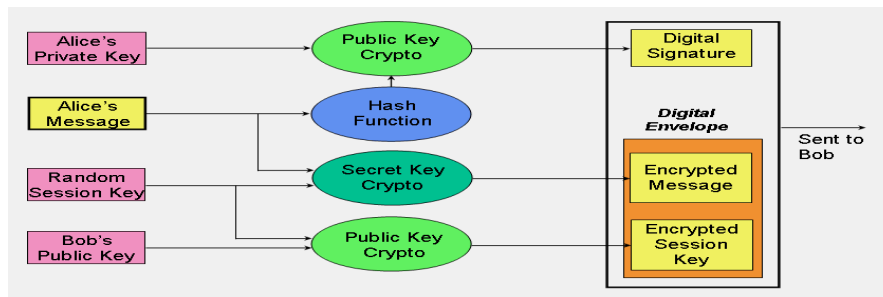 Alice's
Private Key
Public Key
Crypto
Digital
Signature
Alice's
Message
Hash
Function
Digital
Envelope
Sent to
Bob
Random
Session Key
Secret Key
Crypto
Encrypted
Message
Bob's
Public Key
Public Key
Crypto
Encrypted
Session
Key